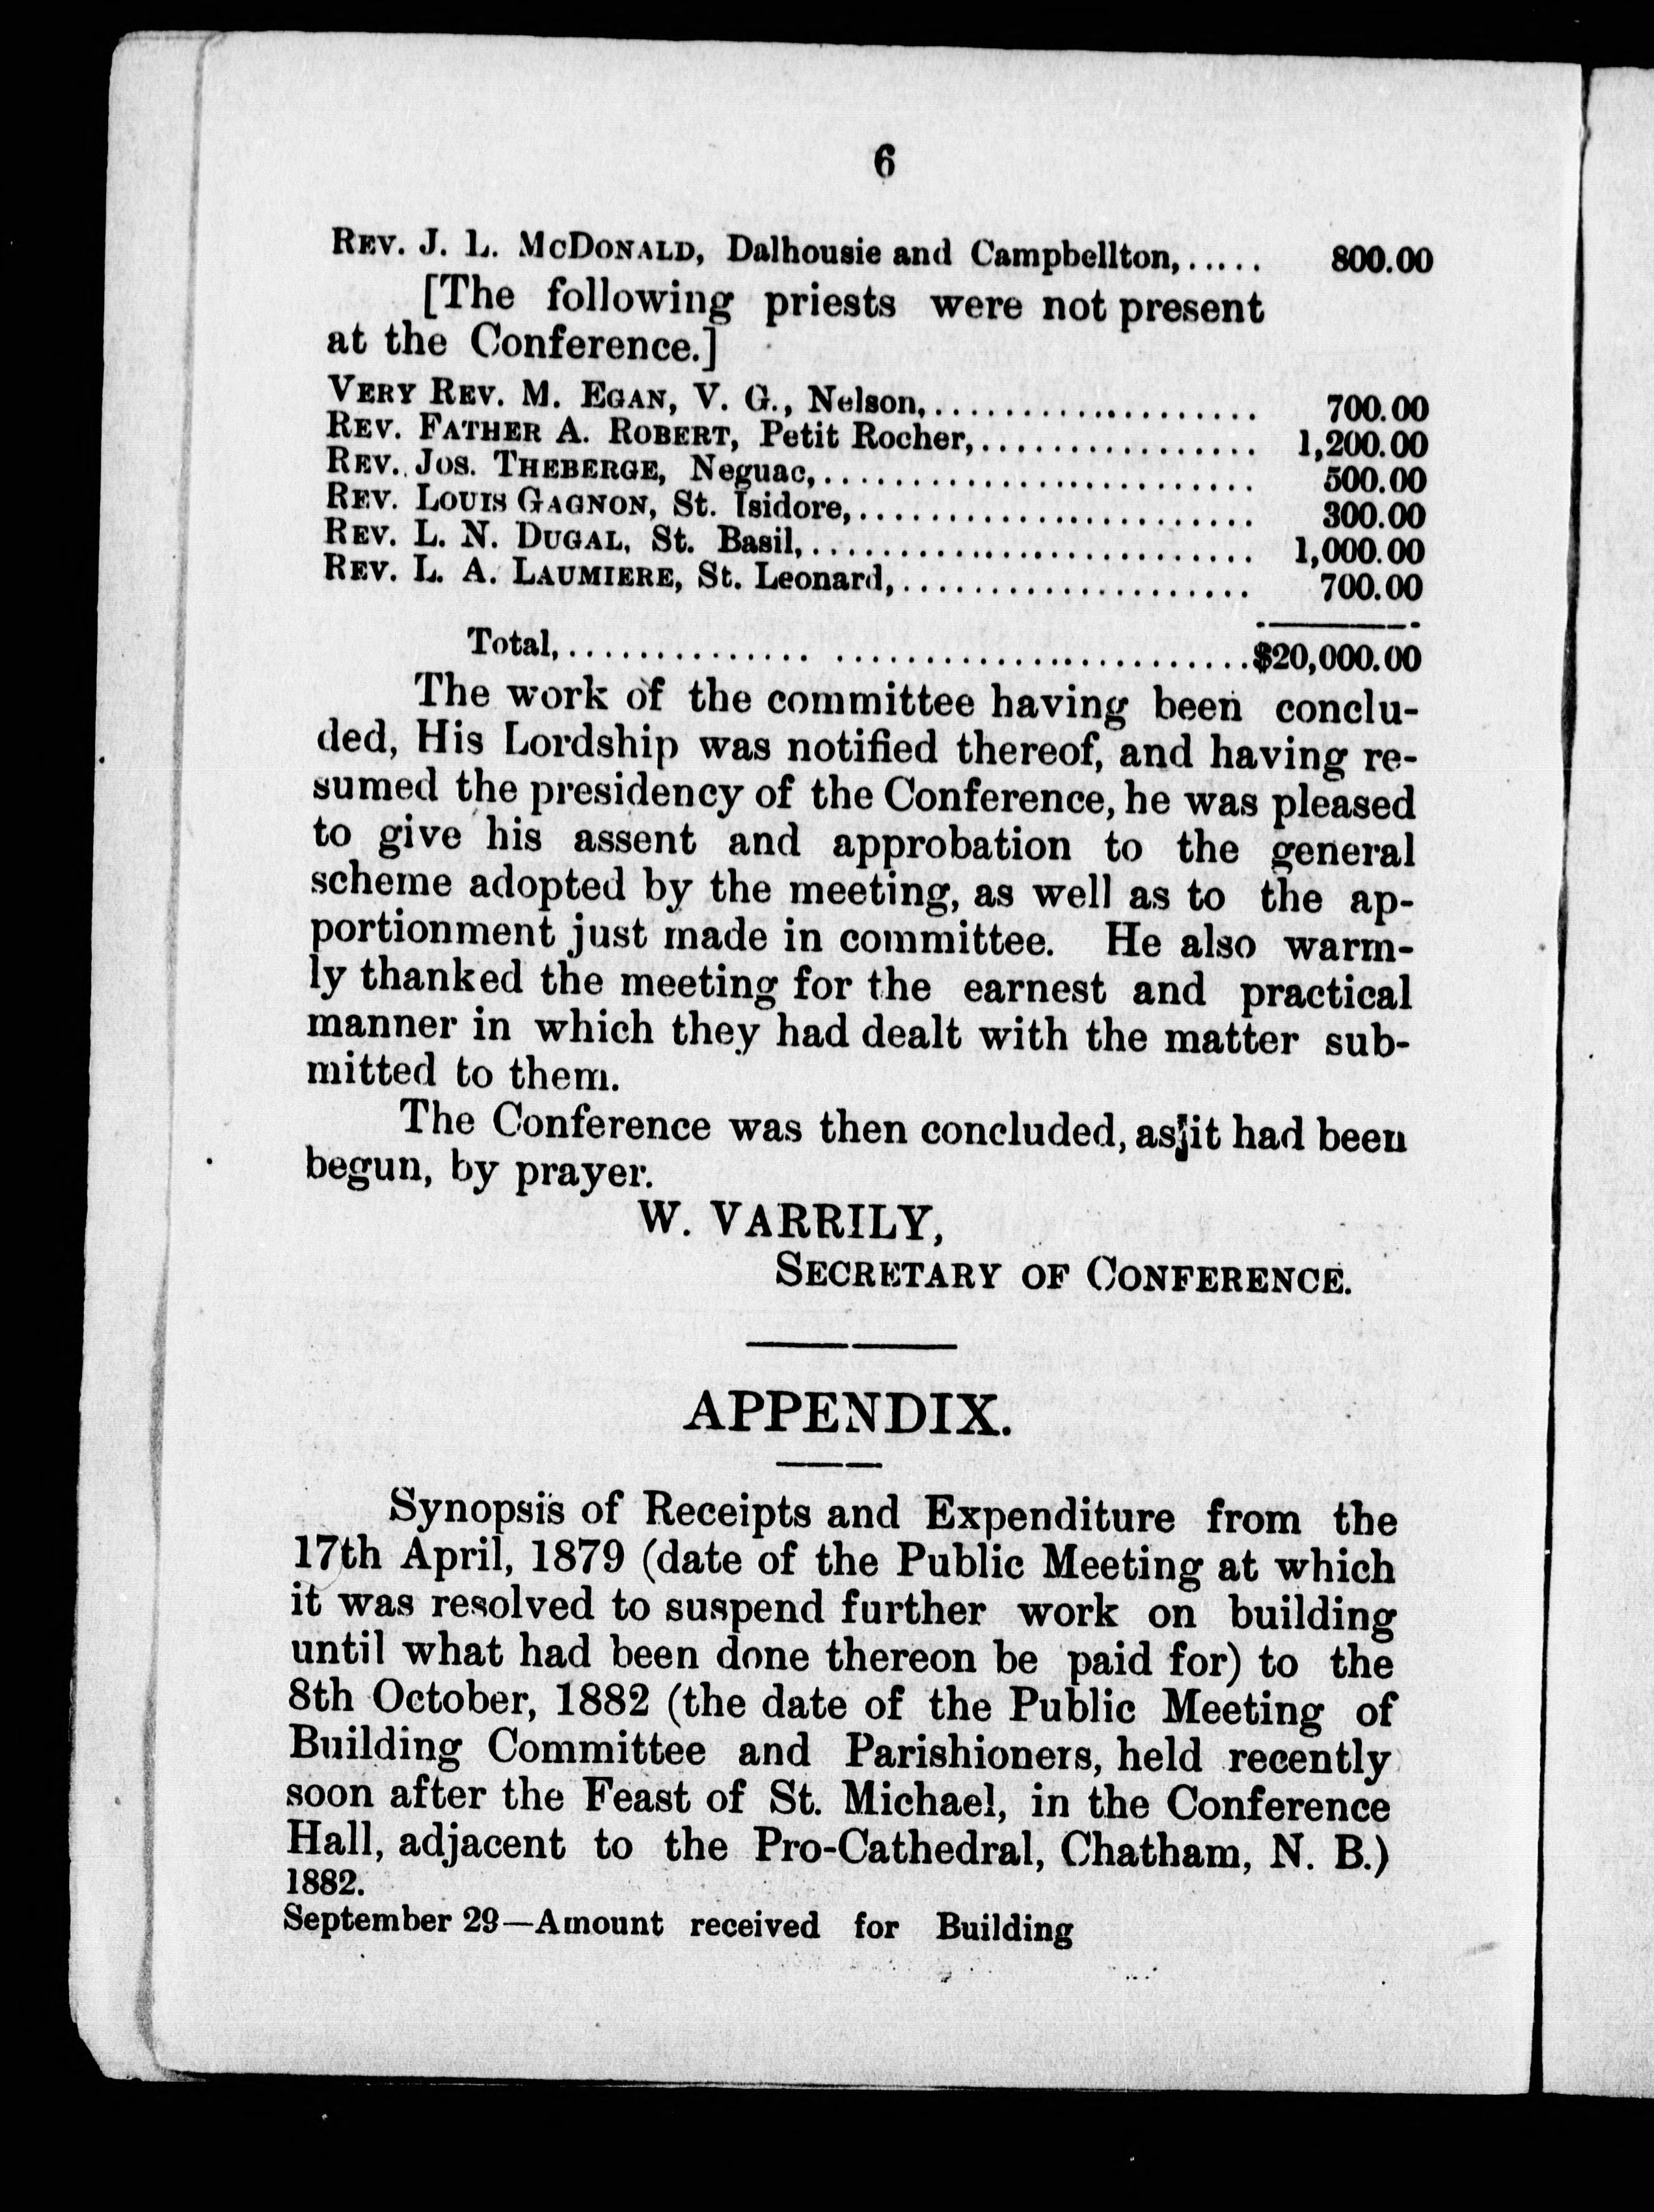 6
REV. J. L. MCDONALD, Dalhousie and Campbellton,..... 800.00
[The following priests were not present
at the Conference.]
VERY REV. M. EGAN, V. G., Nelson,................... 700.00
REV. FATHER A. ROBERT, Petit Rocher,................ 1,200.00
REV. JOS. THEBERGE, Neguac,......................... 500.00
REV. LOUIS GAGNON, St. Isidore,....................... 300.00
REV. L. N. DUGAL, St. Basil,.......................... 1,000.00
REV. L. A. LAUMIERE, St. Leonard,.................... 700.00
Total,............... ........................$20,000.00
The work of the committee having been conclu-
ded, His Lordship was notified thereof, and having re-
sumed the presidency of the Conference, he was pleased
to give his assent and approbation to the general
scheme adopted by the meeting, as well as to the ap-
portionment just made in committee. He also warm-
ly thanked the meeting for the earnest and practical
manner in which they had dealt with the matter sub-
mitted to them.
The Conference was then concluded, as it had been
begun, by prayer.
W. VARRILY,
SECRETARY OF CONFERENCE.
APPENDIX.
Synopsis of Receipts and Expenditure from the
17th April, 1879 (date of the Public Meeting at which
it was resolved to suspend further work on building
until what had been done thereon be paid for) to the
8th October, 1882 (the date of the Public Meeting of
Building Committee and Parishioners, held recently
soon after the Feast of St. Michael, in the Conference
Hall, adjacent to the Pro-Cathedral, Chatham, N. B.)
1882.
September 29—Amount received for Building